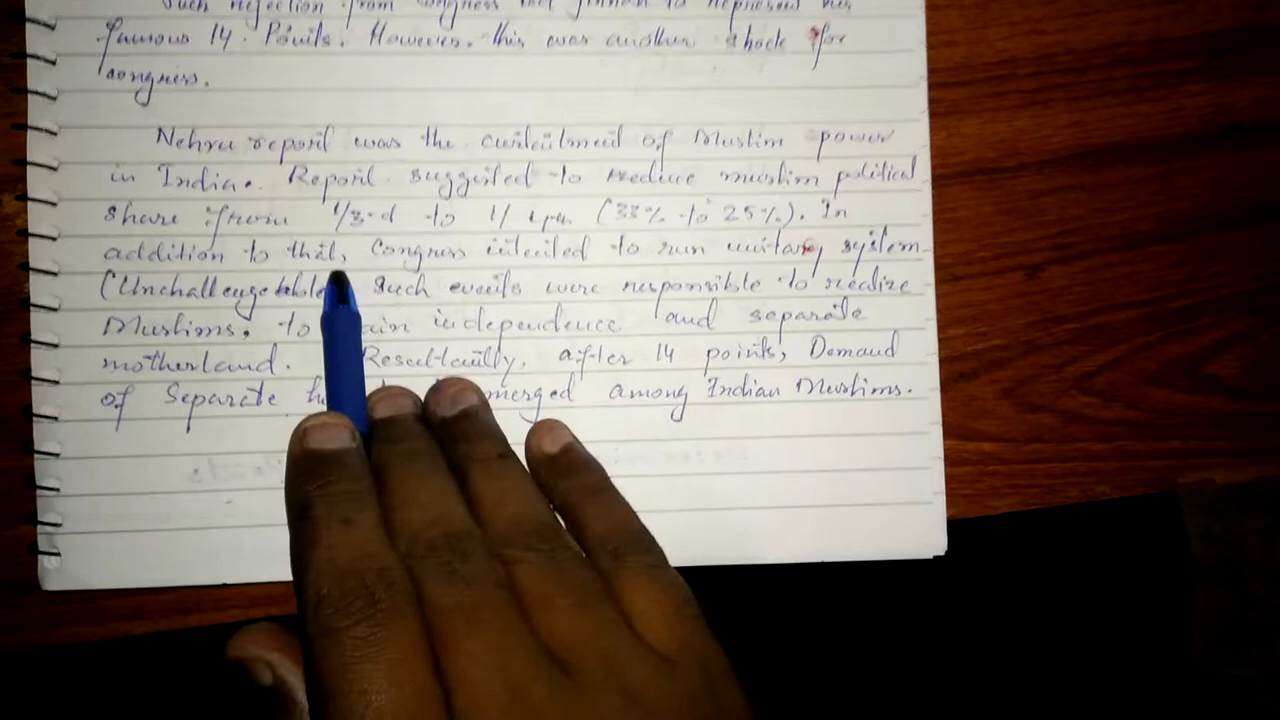 Such rejection from Congress led Jinnah to represent his
famous 14. Points. However, this was another shock for
congress.
Nehru report was the curtailment of Muslim power
in India. Report suggested to reduce muslim political
share from 1/3rd to 1/ (33% to 25%). In
addition to that, Congress intented to run unitary system
(Unchallengeable Such events were responsible to realize
Muslims, to independence and separate
motherland. Resultantly, after 14 points, Demand
of Separate among Indian Muslims.